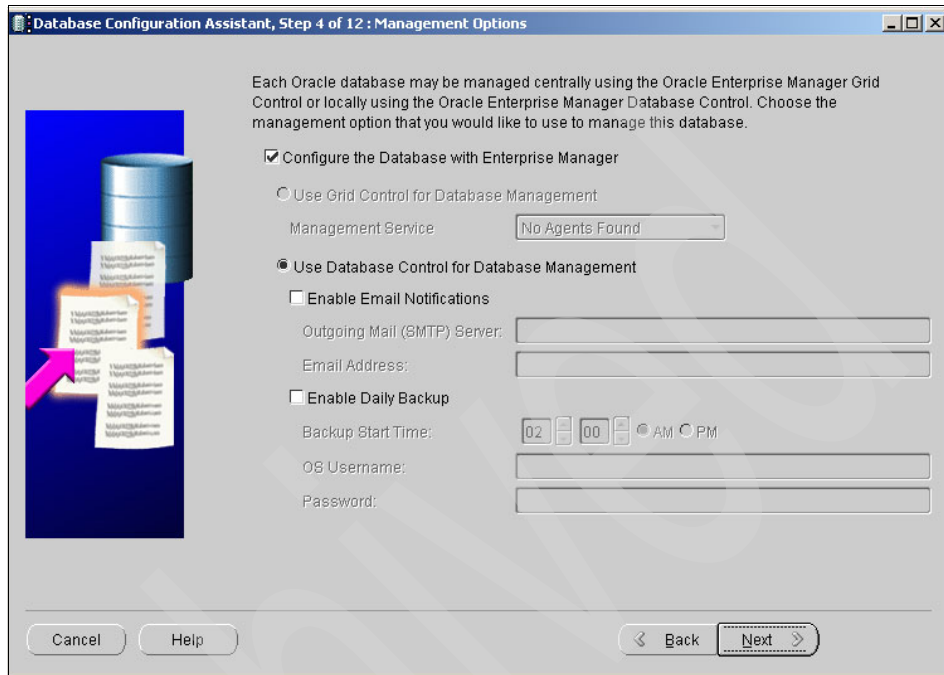 Database Configuration Assistant, Step 4 of 12 : Management Options
Each Oracle database may be managed centrally using the Oracle Enterprise Manager Grid
Control or locally using the Oracle Enterprise Manager Database Control. Choose the
management option that you would like to use to manage this database.
Configure the Database with Enterprise Manager
Use Grid Control for Database Management
Management Service No Agents Found
Use Database Control for Database Management
Enable Email Notifications
Outgoing Mail (SMTP) Server:
Email Address:
Enable Daily Backup
Backup Start Time: 02 00 AM PM
OS Username:
Password:
Cancel Help Back Next